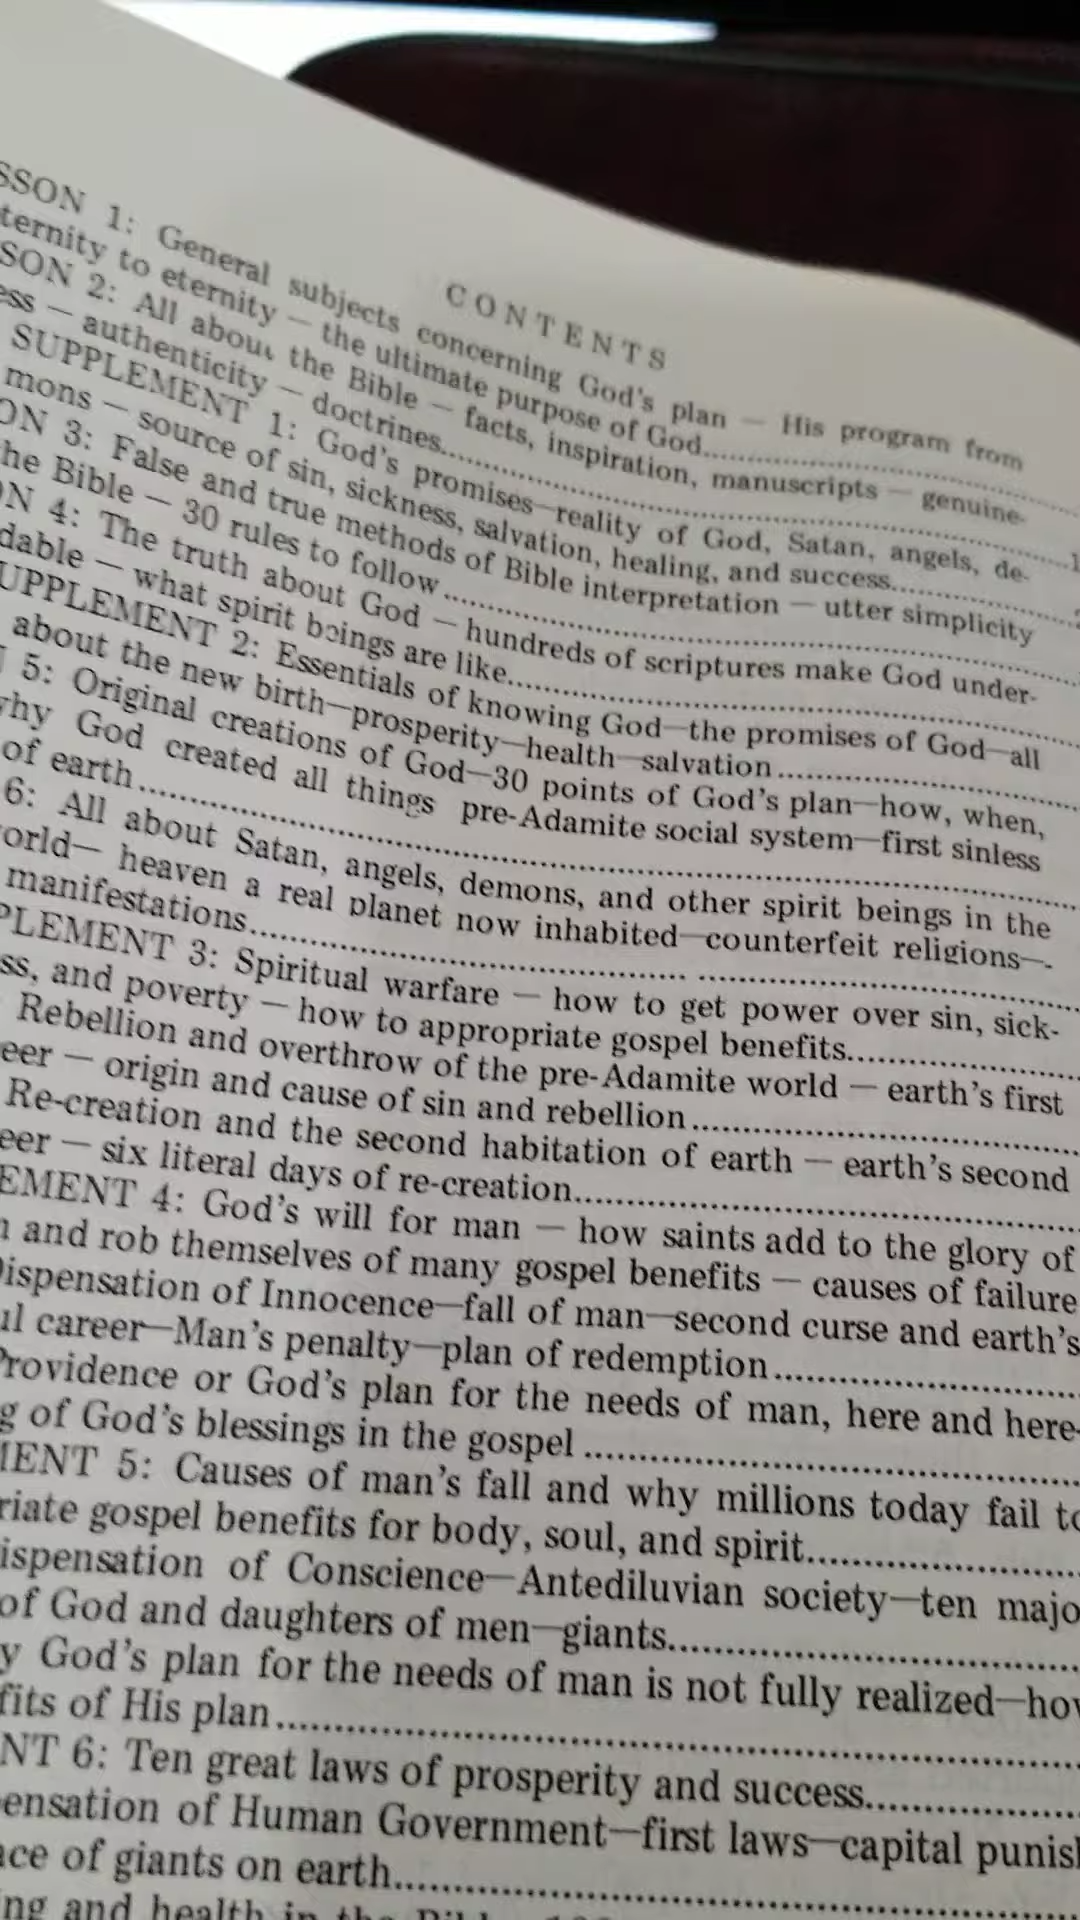 CONTENTS
SSON 1: General subjects concerning God's plan — His program from
ternity to eternity — the ultimate purpose of God
SON 2: All about the Bible — facts, inspiration, manuscripts — genuine-
ess — authenticity — doctrines
SUPPLEMENT 1: God's promises—reality of God, Satan, angels, de-
mons — source of sin, sickness, salvation, healing, and success
ON 3: False and true methods of Bible interpretation — utter simplicity
he Bible — 30 rules to follow
ON 4: The truth about God — hundreds of scriptures make God under-
dable — what spirit beings are like
UPPLEMENT 2: Essentials of knowing God—the promises of God—all
about the new birth—prosperity—health—salvation
5: Original creations of God—30 points of God's plan—how, when,
why God created all things pre-Adamite social system—first sinless
of earth
6: All about Satan, angels, demons, and other spirit beings in the
orld— heaven a real planet now inhabited—counterfeit religions—
manifestations
PLEMENT 3: Spiritual warfare — how to get power over sin, sick-
ss, and poverty — how to appropriate gospel benefits
Rebellion and overthrow of the pre-Adamite world — earth's first
eer — origin and cause of sin and rebellion
Re-creation and the second habitation of earth — earth's second
eer — six literal days of re-creation
EMENT 4: God's will for man — how saints add to the glory of
and rob themselves of many gospel benefits — causes of failure
Dispensation of Innocence—fall of man—second curse and earth's
ul career—Man's penalty—plan of redemption
Providence or God's plan for the needs of man, here and here-
g of God's blessings in the gospel
MENT 5: Causes of man's fall and why millions today fail to
riate gospel benefits for body, soul, and spirit
ispensation of Conscience—Antediluvian society—ten majo
of God and daughters of men—giants
y God's plan for the needs of man is not fully realized—how
fits of His plan
NT 6: Ten great laws of prosperity and success
ensation of Human Government—first laws—capital punish
ace of giants on earth
ing and health in the